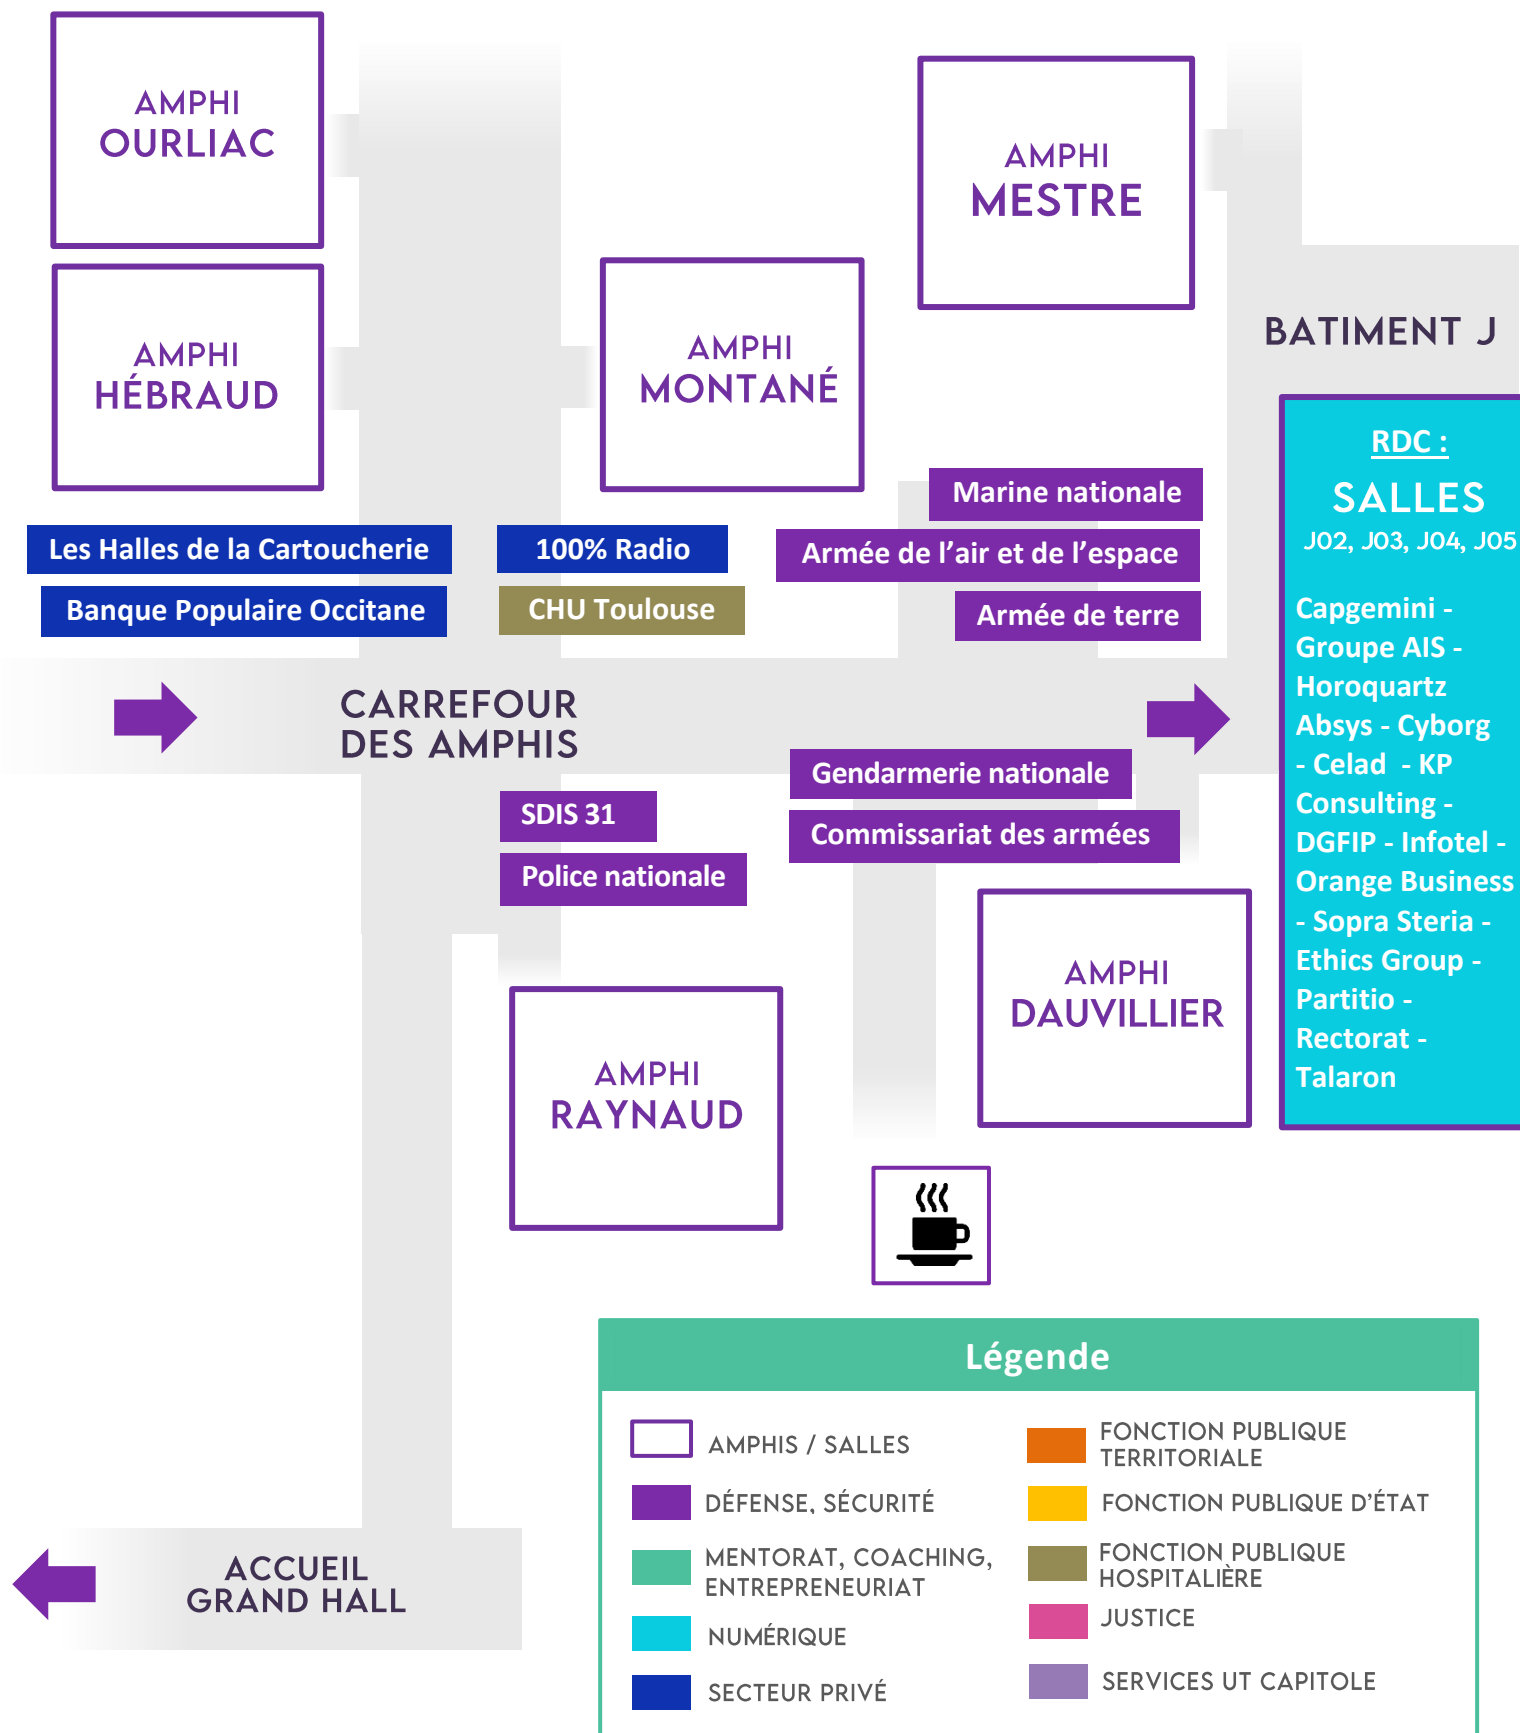 AMPHI
OURLIAC
AMPHI
MESTRE
AMPHI
HÉBRAUD
AMPHI
MONTANÉ
BATIMENT J
Les Halles de la Cartoucherie
Banque Populaire Occitane
100% Radio
CHU Toulouse
Marine nationale
Armée de l’air et de l’espace
Armée de terre
RDC :
SALLES
J02, J03, J04, J05
Capgemini -
Groupe AIS -
Horoquartz
Absys - Cyborg
- Celad - KP
Consulting -
DGFIP - Infotel -
Orange Business
- Sopra Steria -
Ethics Group -
Partitio -
Rectorat -
Talaron
CARREFOUR
DES AMPHIS
SDIS 31
Police nationale
Gendarmerie nationale
Commissariat des armées
AMPHI
DAUVILLIER
AMPHI
RAYNAUD
ACCUEIL
GRAND HALL
Légende
AMPHIS / SALLES
DÉFENSE, SÉCURITÉ
MENTORAT, COACHING,
ENTREPRENEURIAT
NUMÉRIQUE
SECTEUR PRIVÉ
FONCTION PUBLIQUE
TERRITORIALE
FONCTION PUBLIQUE D’ÉTAT
FONCTION PUBLIQUE
HOSPITALIÈRE
JUSTICE
SERVICES UT CAPITOLE